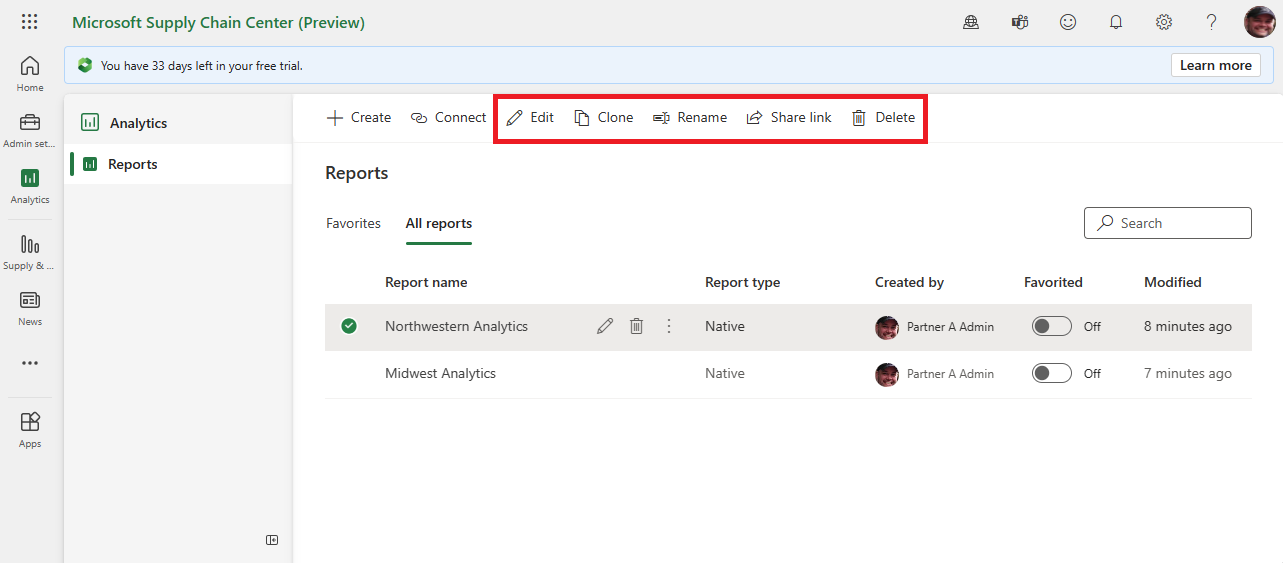 Microsoft Supply Chain Center (Preview)
You have 33 days left in your free trial.
Learn more
Home
Admin set...
Analytics
Supply & ...
News
Apps
Analytics
Reports
Create Connect Edit Clone Rename Share link Delete
Reports
Favorites All reports
Search
Report name Report type Created by Favorited Modified
Northwestern Analytics Native Partner A Admin Off 8 minutes ago
Midwest Analytics Native Partner A Admin Off 7 minutes ago